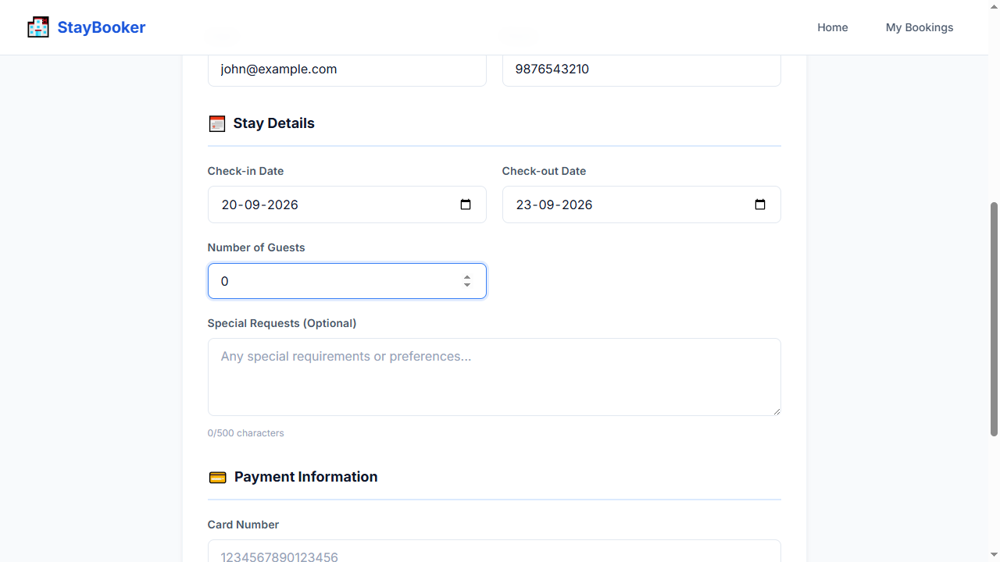 StayBooker
Home
My Bookings
john@example.com
9876543210
Stay Details
Check-in Date
Check-out Date
20-09-2026
23-09-2026
Number of Guests
0
Special Requests (Optional)
Any special requirements or preferences...
0/500 characters
Payment Information
Card Number
1234567890123456